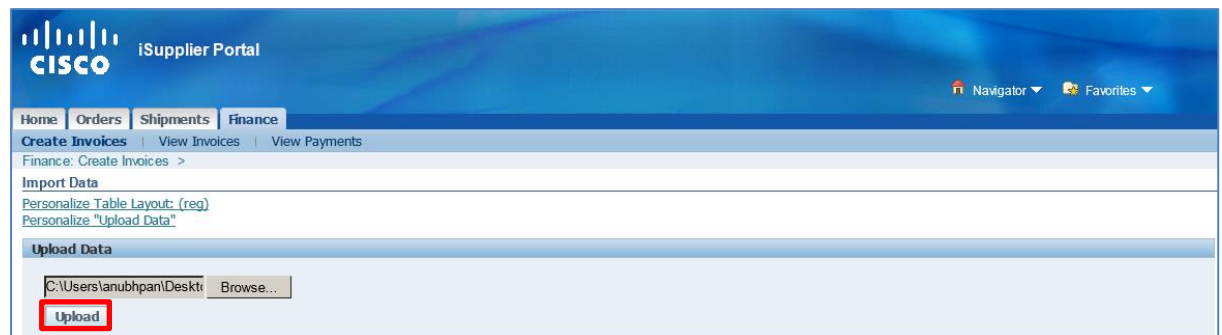 CISCO
iSupplier Portal
Navigator Favorites
Home Orders Shipments Finance
Create Invoices | View Invoices | View Payments
Finance: Create Invoices >
Import Data
Personalize Table Layout: (reg)
Personalize "Upload Data"
Upload Data
C:\Users\anubhpan\Deskt Browse...
Upload